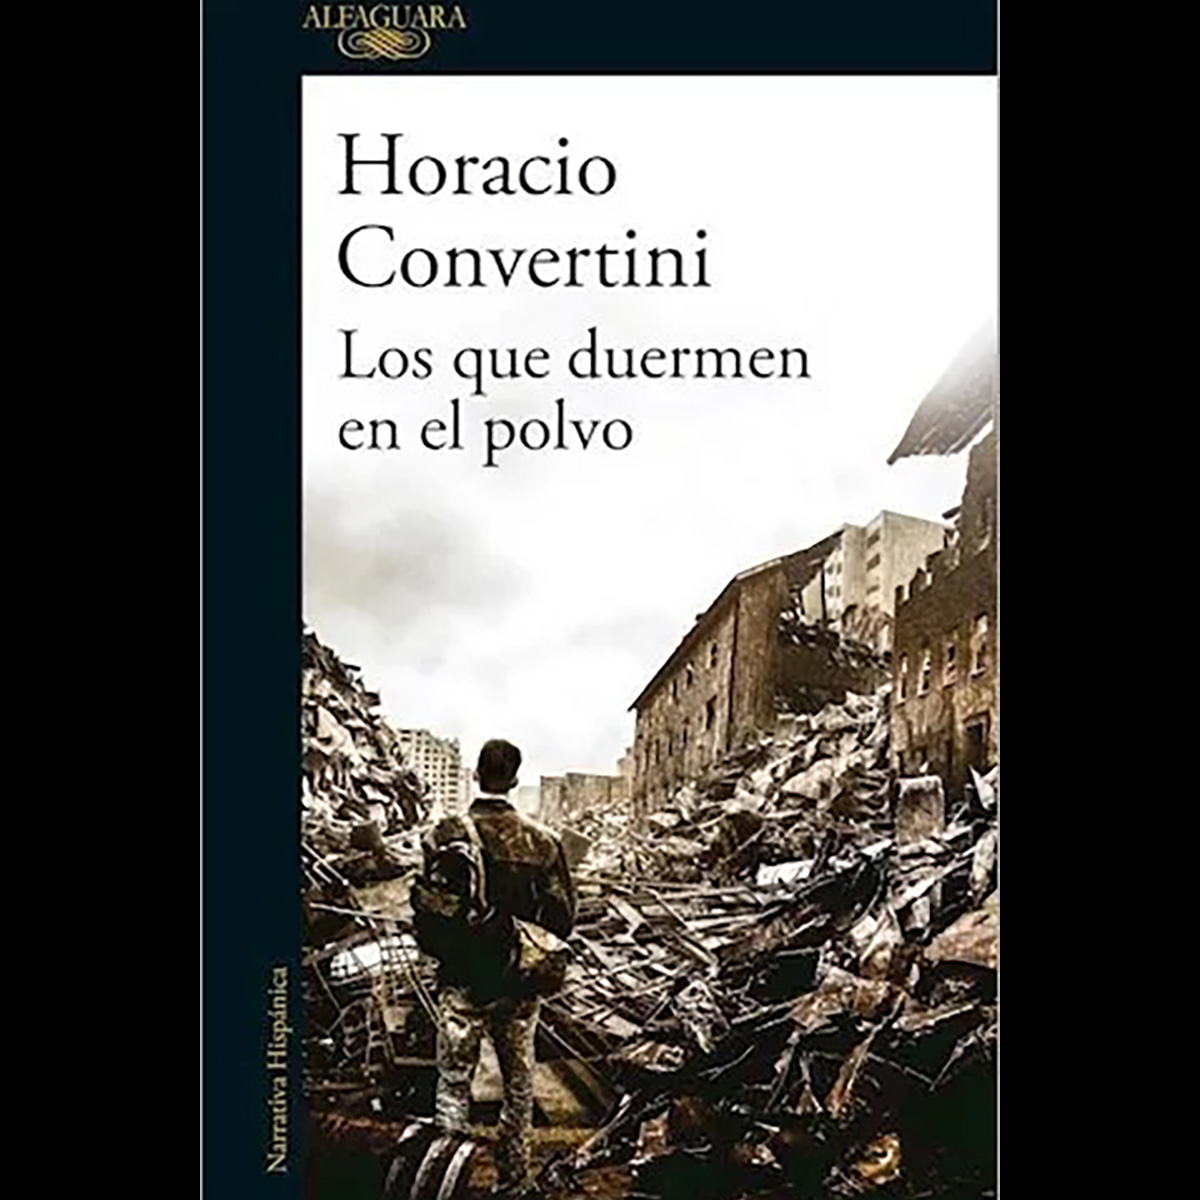 ALFAGUARA
Horacio
Convertini
Los que duermen
en el polvo
Narrativa Hispánica